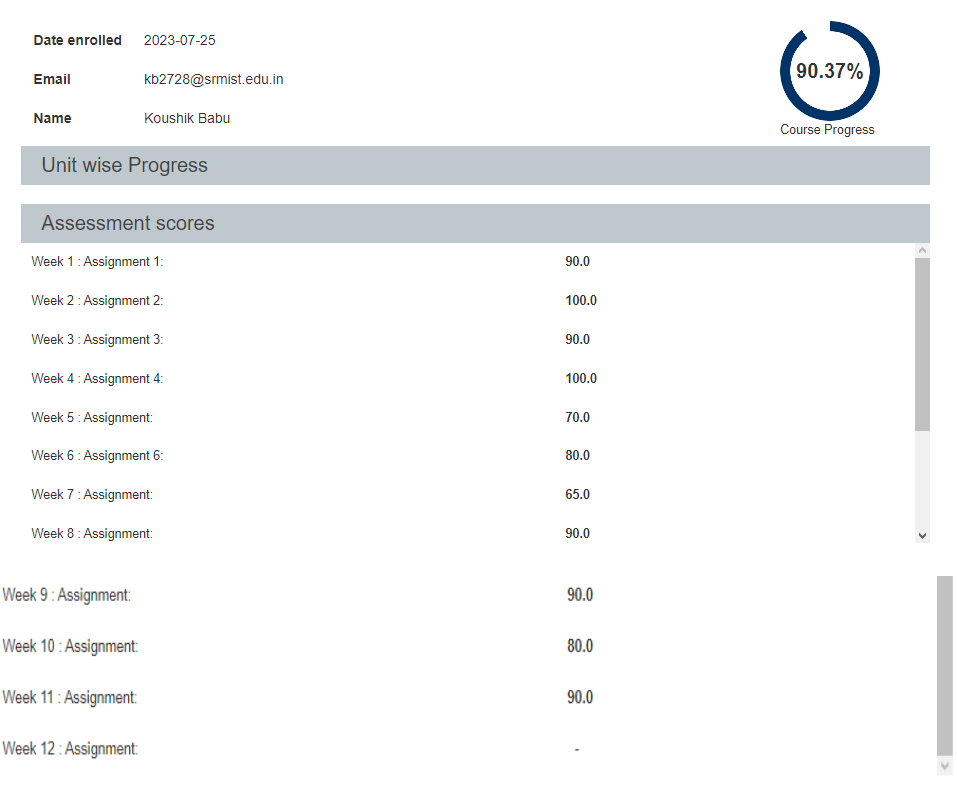 Date enrolled 2023-07-25
90.37%
Email kb2728@srmist.edu.in
Name Koushik Babu
Course Progress
Unit wise Progress
Assessment scores
Week 1 : Assignment 1: 90.0
Week 2 : Assignment 2: 100.0
Week 3 : Assignment 3: 90.0
Week 4 : Assignment 4: 100.0
Week 5 : Assignment: 70.0
Week 6 : Assignment 6: 80.0
Week 7 : Assignment: 65.0
Week 8 : Assignment: 90.0
Week 9 : Assignment: 90.0
Week 10 : Assignment: 80.0
Week 11 : Assignment: 90.0
Week 12 : Assignment: -